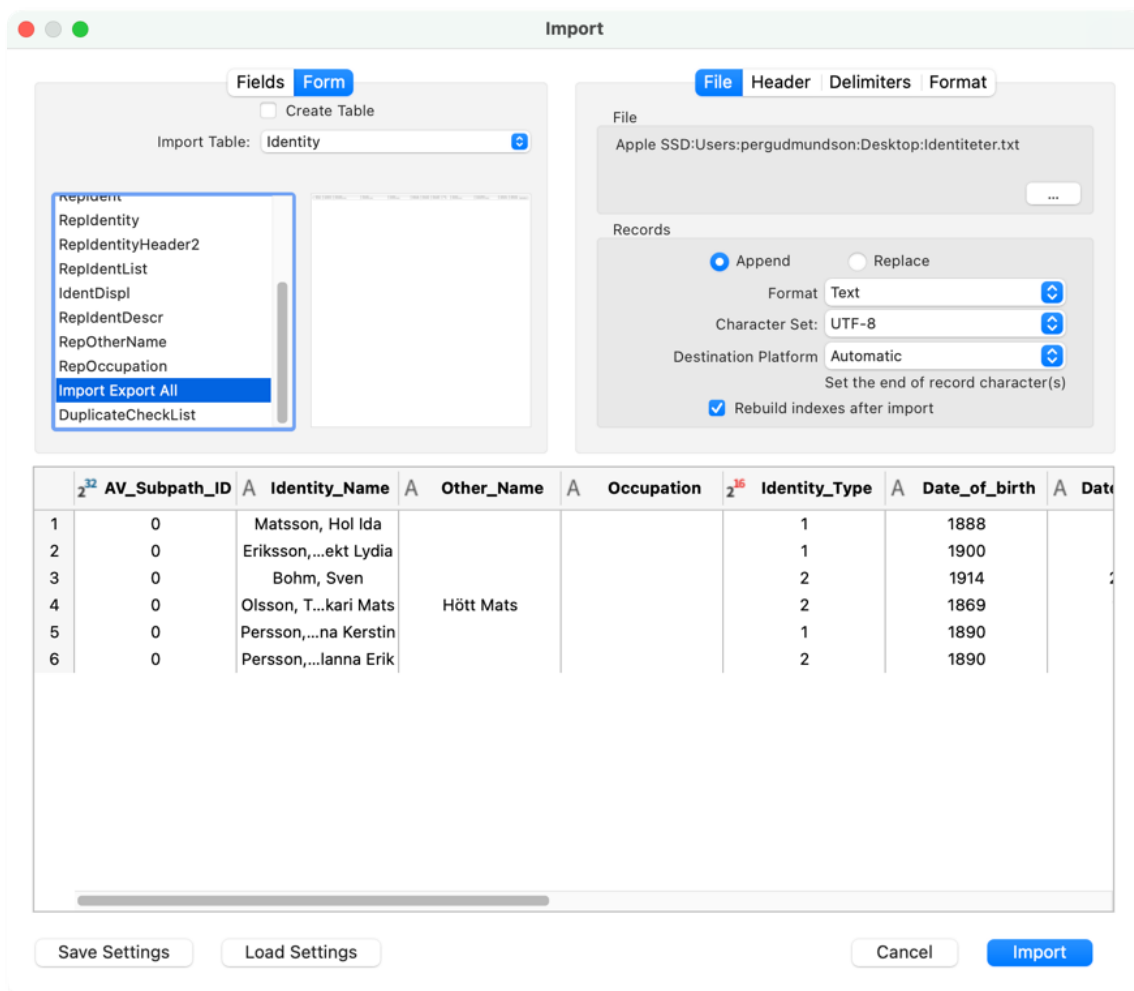 Import
Fields Form
Create Table
Import Table: Identity
RepIdent
RepIdentity
RepIdentityHeader2
RepIdentList
IdentDispl
RepIdentDescr
RepOtherName
RepOccupation
Import Export All
DuplicateCheckList
File Header Delimiters Format
File
Apple SSD:Users:pergudmundson:Desktop:Identiteter.txt
...
Records
Append Replace
Format Text
Character Set: UTF-8
Destination Platform Automatic
Set the end of record character(s)
Rebuild indexes after import
2³² AV_Subpath_ID A Identity_Name A Other_Name A Occupation 2¹⁶ Identity_Type A Date_of_birth A Date
1 0 Matsson, Hol Ida 1 1888
2 0 Eriksson,...ekt Lydia 1 1900
3 0 Bohm, Sven 2 1914
4 0 Olsson, T...kari Mats Hött Mats 2 1869
5 0 Persson,...na Kerstin 1 1890
6 0 Persson,...lanna Erik 2 1890
Save Settings Load Settings Cancel Import